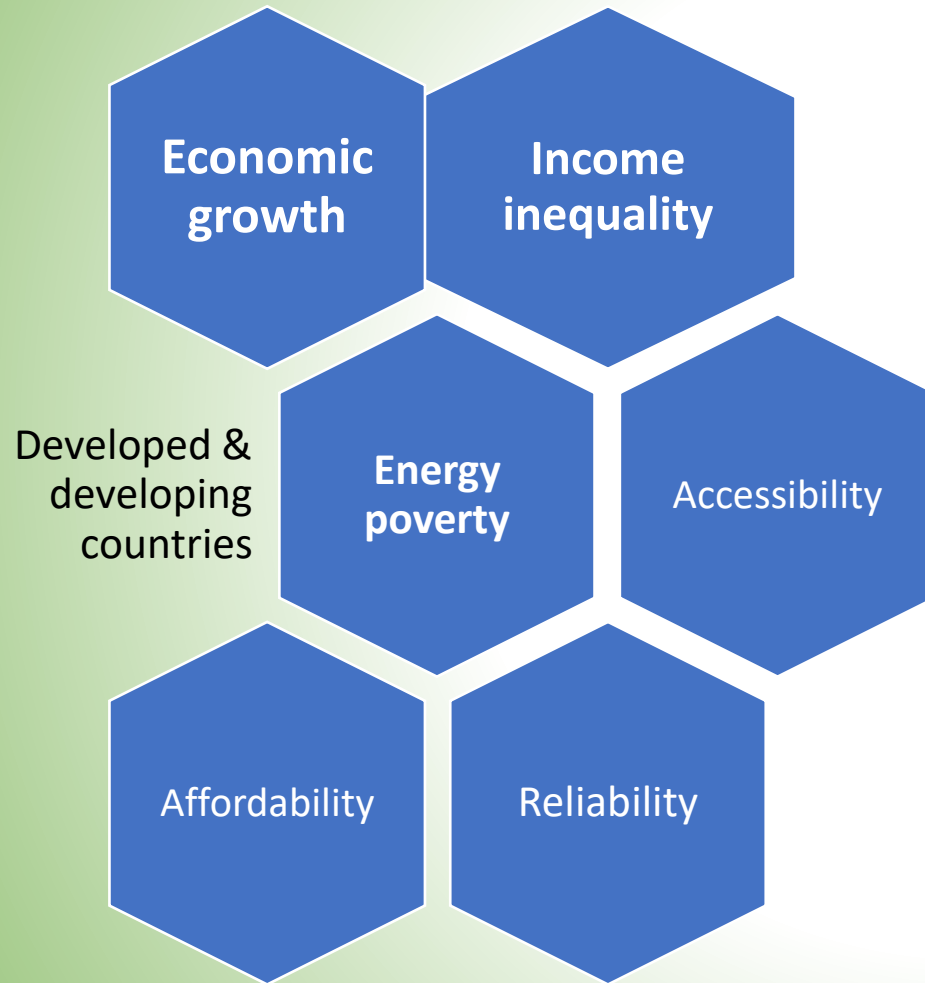 Economic
growth
Income
inequality
Developed &
developing
countries
Energy
poverty
Accessibility
Affordability
Reliability